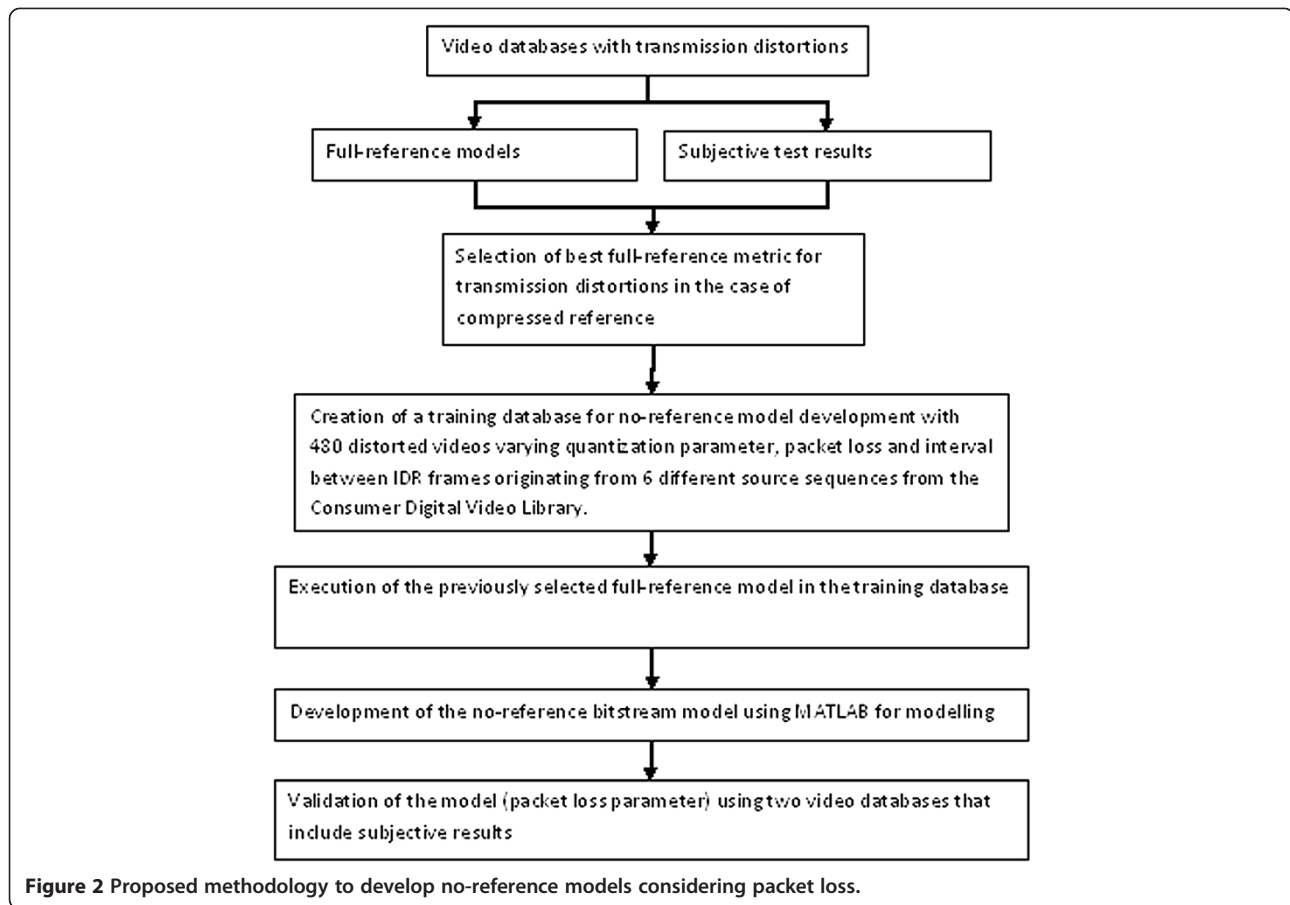 Video databases with transmission distortions
Full-reference models
Subjective test results
Selection of best full-reference metric for
transmission distortions in the case of
compressed reference
Creation of a training database for no-reference model development with
480 distorted videos varying quantization parameter, packet loss and interval
between IDR frames originating from 6 different source sequences from the
Consumer Digital Video Library.
Execution of the previously selected full-reference model in the training database
Development of the no-reference bitstream model using MATLAB for modelling
Validation of the model (packet loss parameter) using two video databases that
include subjective results
Figure 2 Proposed methodology to develop no-reference models considering packet loss.